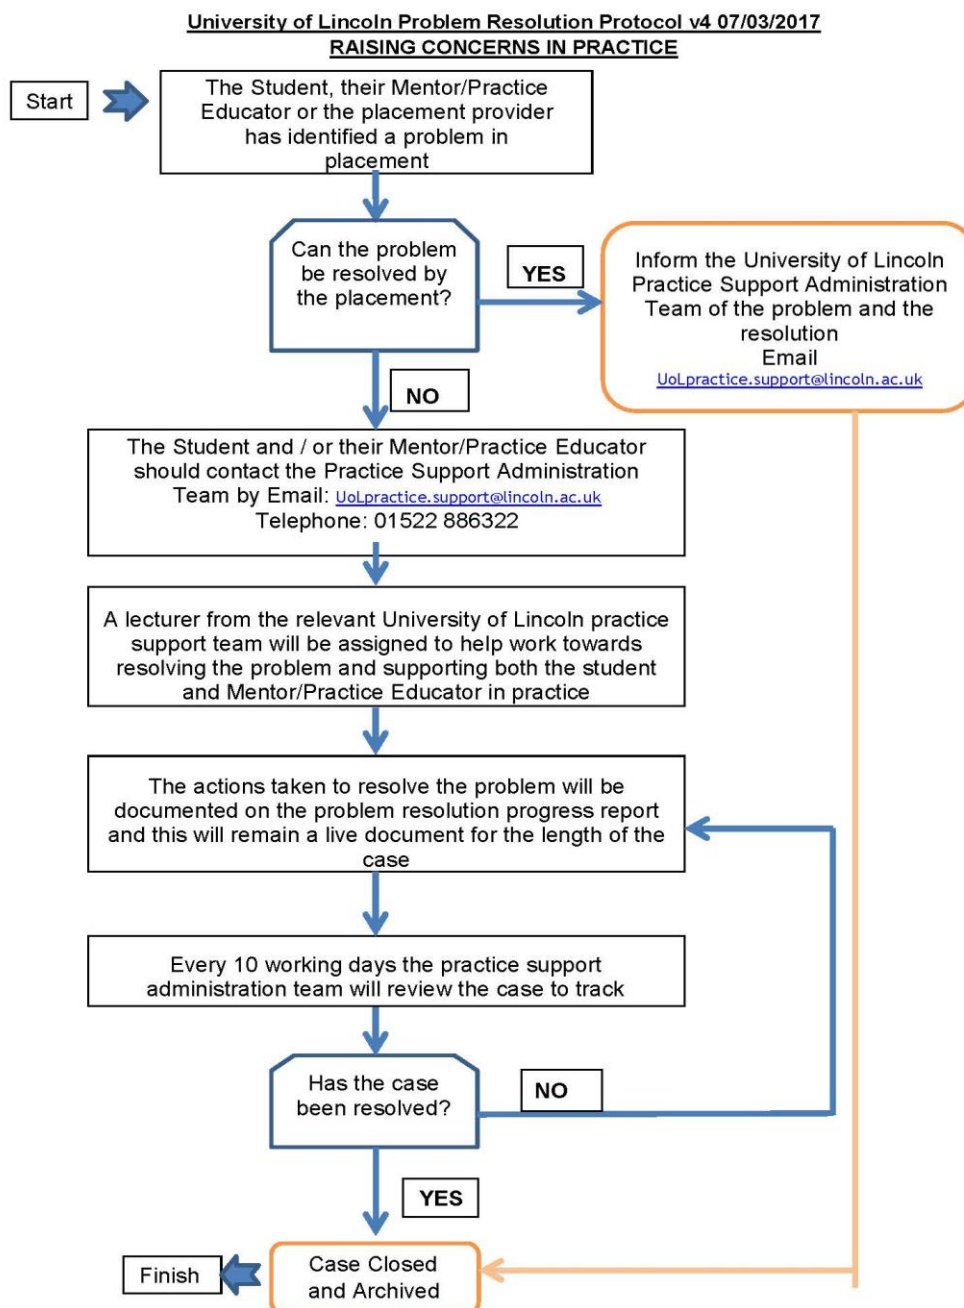 University of Lincoln Problem Resolution Protocol v4 07/03/2017
RAISING CONCERNS IN PRACTICE
Start
The Student, their Mentor/Practice
Educator or the placement provider
has identified a problem in
placement
Can the problem
be resolved by
the placement?
YES
Inform the University of Lincoln
Practice Support Administration
Team of the problem and the
resolution
Email
UoLpractice.support@lincoln.ac.uk
NO
The Student and / or their Mentor/Practice Educator
should contact the Practice Support Administration
Team by Email: UoLpractice.support@lincoln.ac.uk
Telephone: 01522 886322
A lecturer from the relevant University of Lincoln practice
support team will be assigned to help work towards
resolving the problem and supporting both the student
and Mentor/Practice Educator in practice
The actions taken to resolve the problem will be
documented on the problem resolution progress report
and this will remain a live document for the length of the
case
Every 10 working days the practice support
administration team will review the case to track
Has the case
been resolved?
NO
YES
Finish
Case Closed
and Archived